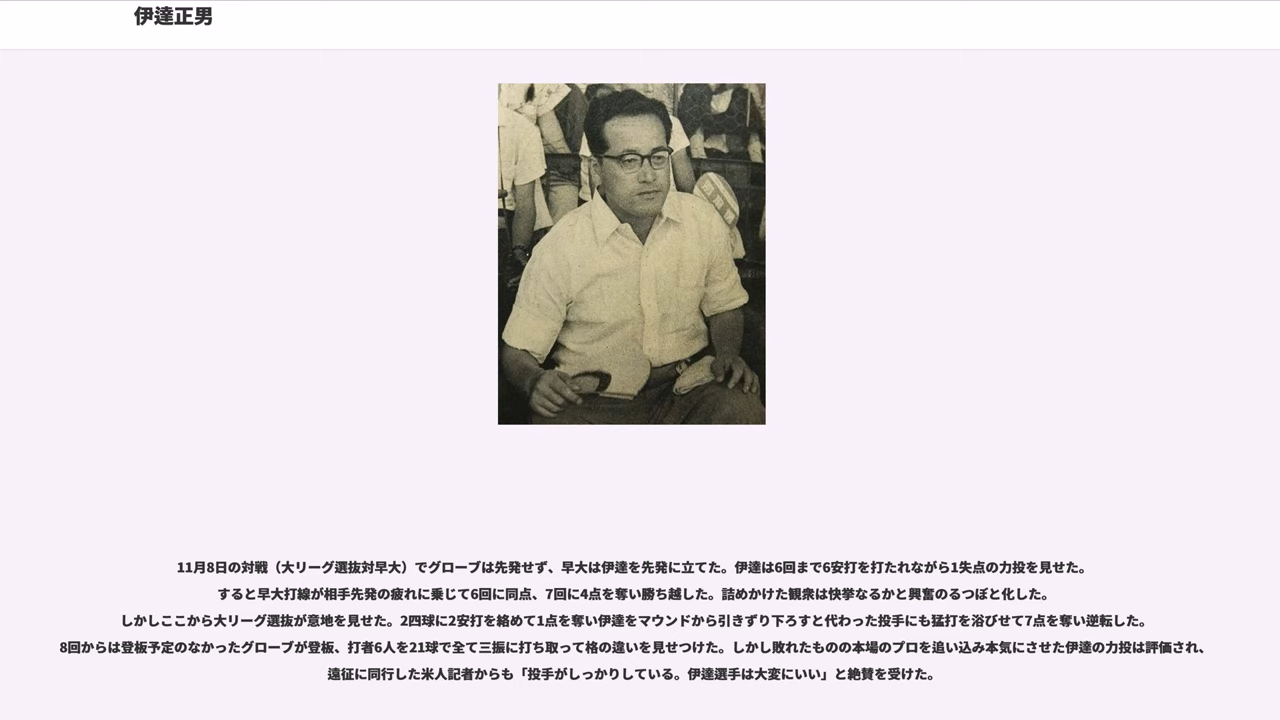 伊達正男
11月8日の対戦（大リーグ選抜対早大）でグローブは先発せず、早大は伊達を先発に立てた。伊達は6回まで6安打を打たれながら1失点の力投を見せた。
すると早大打線が相手先発の疲れに乗じて6回に同点、7回に4点を奪い勝ち越した。詰めかけた観衆は快挙なるかと興奮のるつぼと化した。
しかしここから大リーグ選抜が意地を見せた。2四球に2安打を絡めて1点を奪い伊達をマウンドから引きずり下ろすと代わった投手にも猛打を浴びせて7点を奪い逆転した。
8回からは登板予定のなかったグローブが登板、打者6人を21球で全て三振に打ち取って格の違いを見せつけた。しかし敗れたものの本場のプロを追い込み本気にさせた伊達の力投は評価され、
遠征に同行した米人記者からも「投手がしっかりしている。伊達選手は大変にいい」と絶賛を受けた。